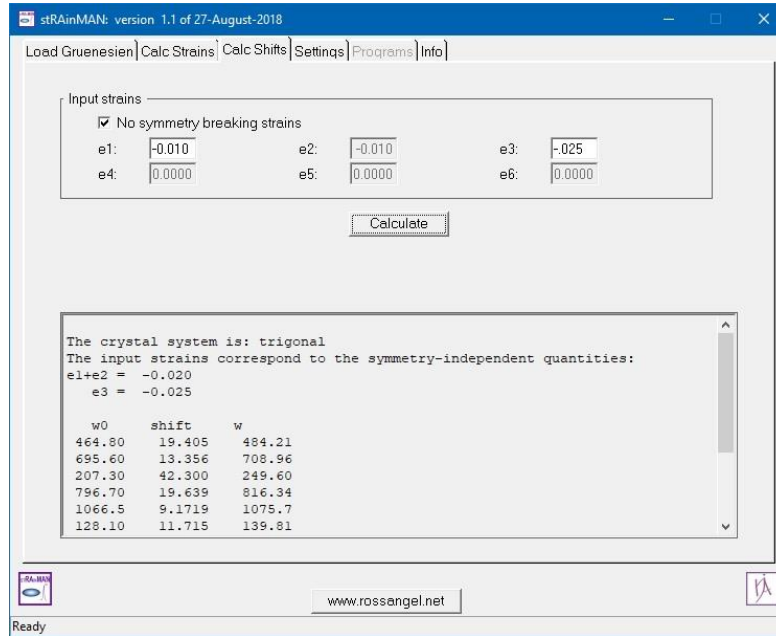 stRAinMAN: version 1.1 of 27-August-2018
Load Gruenesien Calc Strains Calc Shifts Settings Programs Info
Input strains
No symmetry breaking strains
e1: -0.010 e2: -0.010 e3: -.025
e4: 0.0000 e5: 0.0000 e6: 0.0000
Calculate
The crystal system is: trigonal
The input strains correspond to the symmetry-independent quantities:
e1+e2 = -0.020
e3 = -0.025
w0 shift w
464.80 19.405 484.21
695.60 13.356 708.96
207.30 42.300 249.60
796.70 19.639 816.34
1066.5 9.1719 1075.7
128.10 11.715 139.81
stRAinMAN
www.rossangel.net
Ready